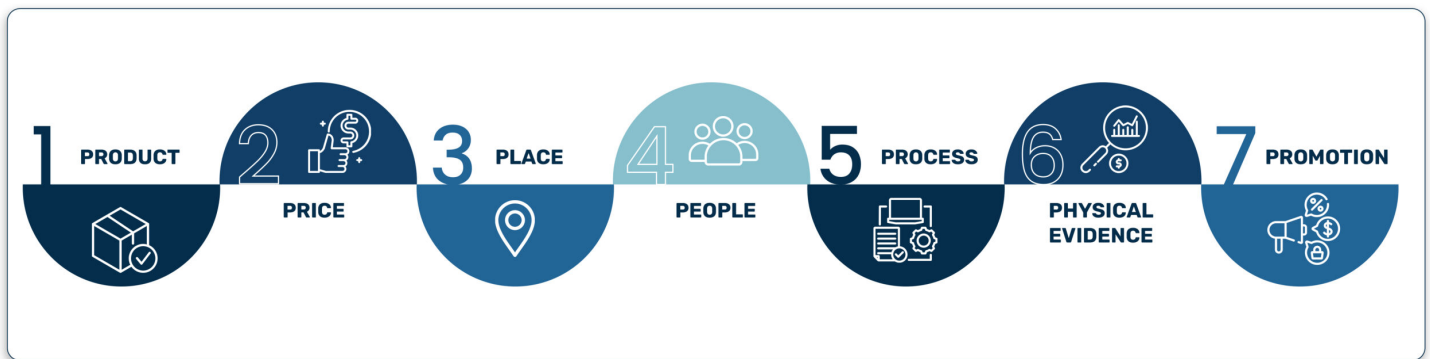 1 PRODUCT
2
PRICE
3 PLACE
4
PEOPLE
5 PROCESS
6
PHYSICAL
EVIDENCE
7 PROMOTION
$
$
%
$